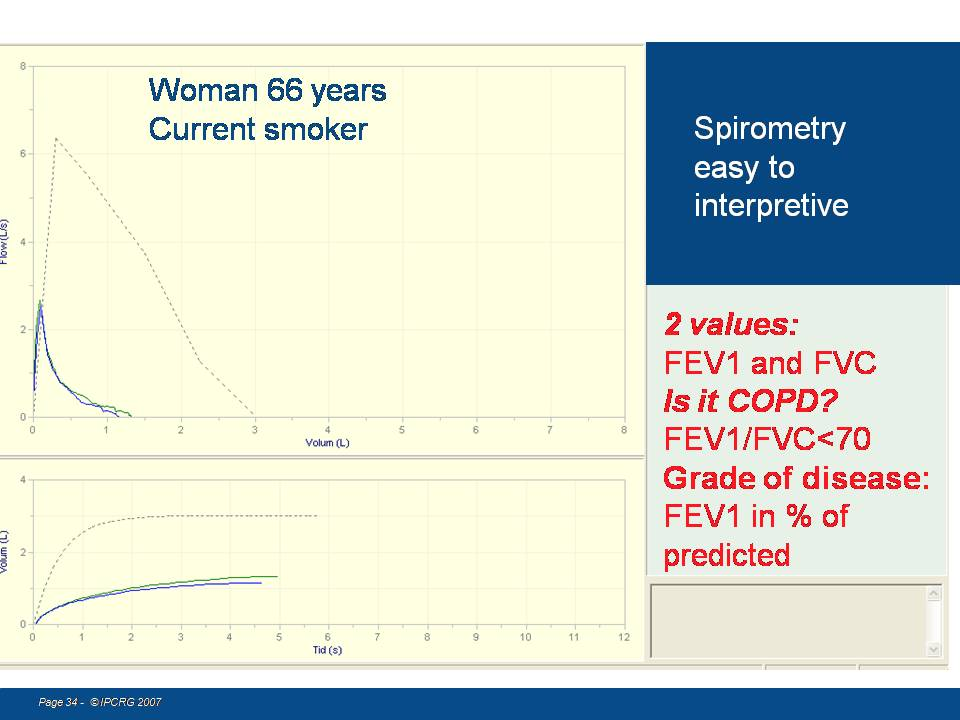 Woman 66 years
Current smoker
Spirometry
easy to
interpretive
8
6
4
2
0
Flow (L/s)
0 1 2 3 4 5 6 7 8
Volum (L)
2 values:
FEV1 and FVC
Is it COPD?
FEV1/FVC<70
Grade of disease:
FEV1 in % of
predicted
4
2
0
Volum (L)
0 1 2 3 4 5 6 7 8 9 10 11 12
Tid (s)
Page 34 - © IPCRG 2007